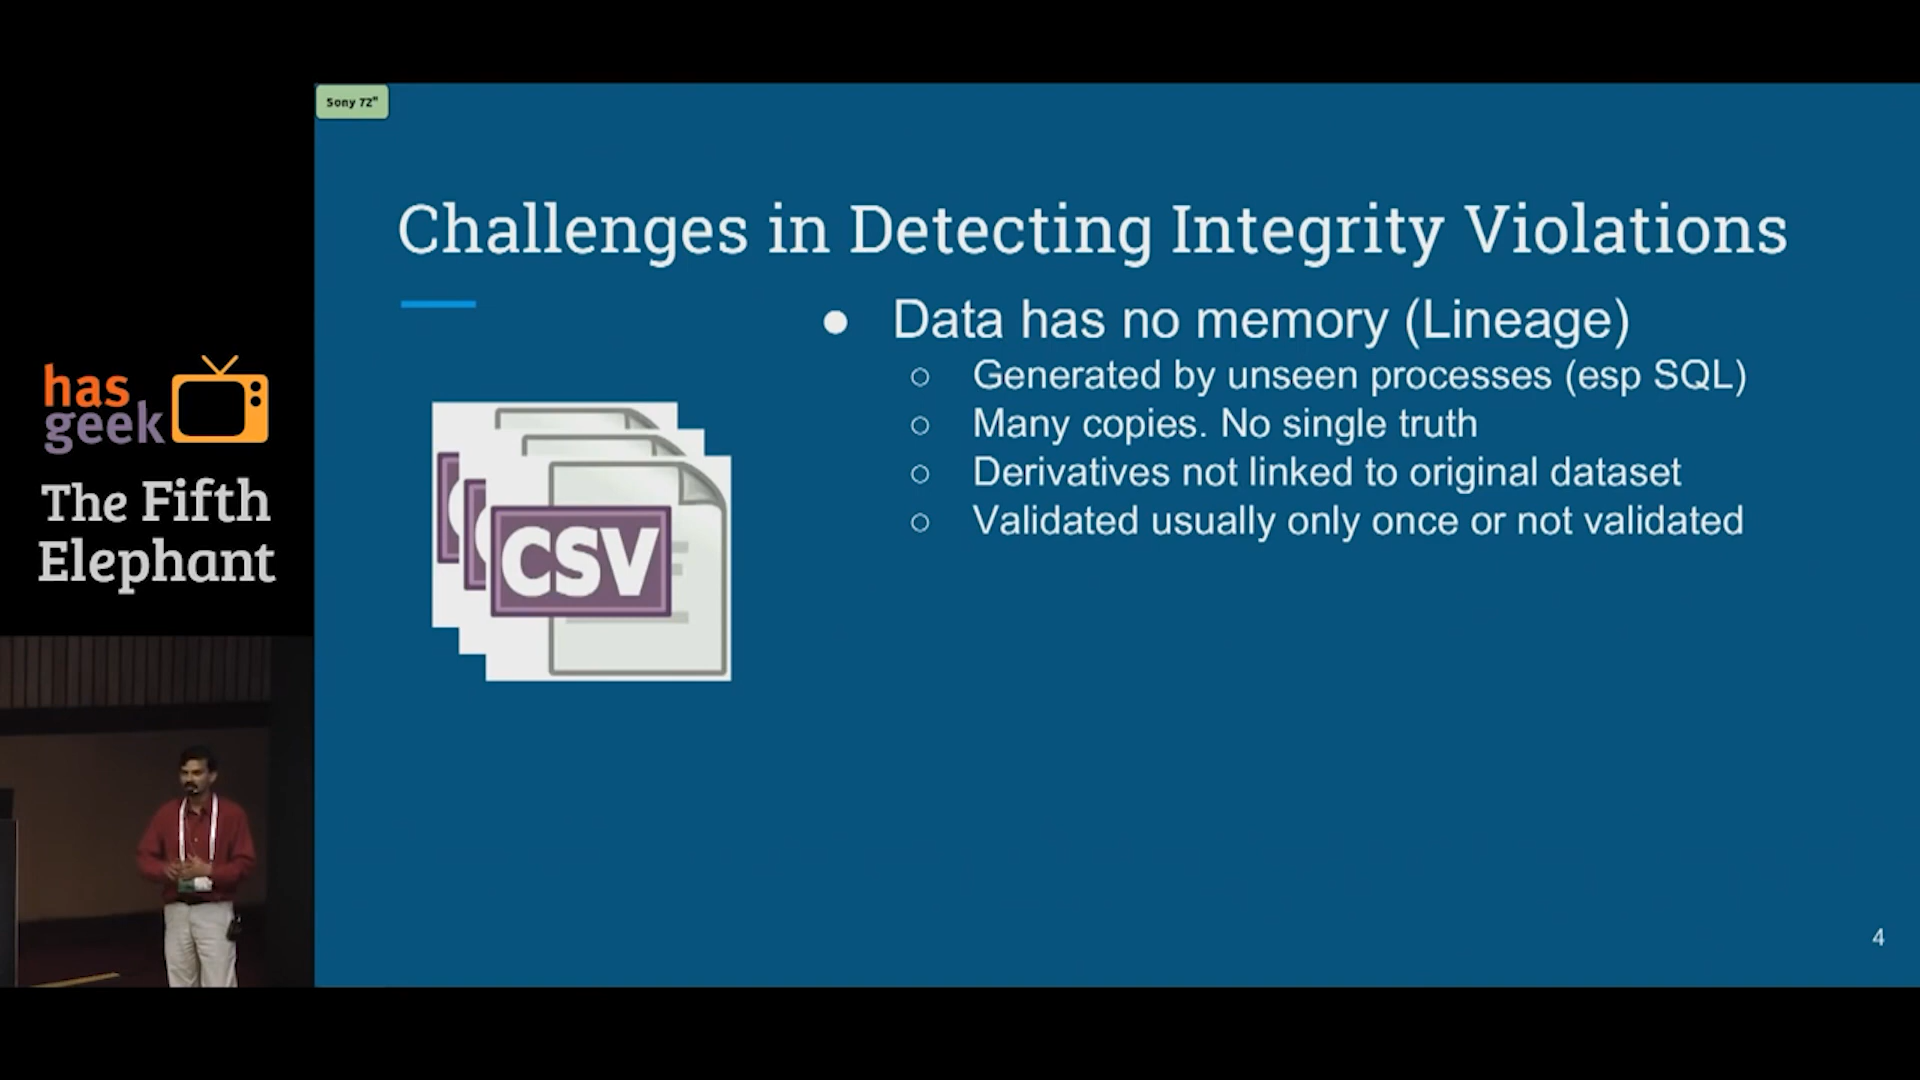 Sony 72"
Challenges in Detecting Integrity Violations
has
geek
The Fifth
Elephant
Data has no memory (Lineage)
Generated by unseen processes (esp SQL)
Many copies. No single truth
Derivatives not linked to original dataset
Validated usually only once or not validated
CSV
4